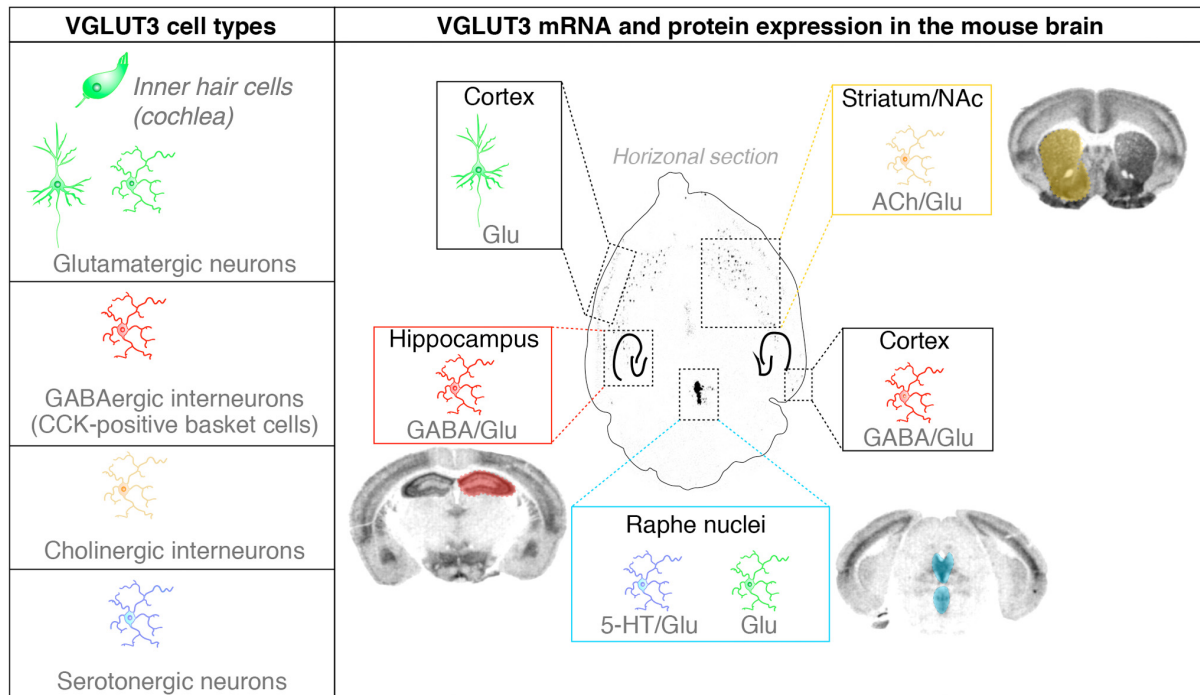 VGLUT3 cell types
VGLUT3 mRNA and protein expression in the mouse brain
Inner hair cells
(cochlea)
Glutamatergic neurons
GABAergic interneurons
(CCK-positive basket cells)
Cholinergic interneurons
Serotonergic neurons
Cortex
Glu
Horizonal section
Striatum/NAc
ACh/Glu
Hippocampus
GABA/Glu
Cortex
GABA/Glu
Raphe nuclei
5-HT/Glu
Glu